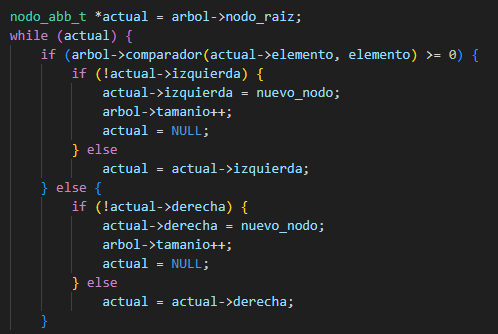 nodo_abb_t *actual = arbol->nodo_raiz;
while (actual) {
    if (arbol->comparador(actual->elemento, elemento) >= 0) {
        if (!actual->izquierda) {
            actual->izquierda = nuevo_nodo;
            arbol->tamanio++;
            actual = NULL;
        } else
            actual = actual->izquierda;
    } else {
        if (!actual->derecha) {
            actual->derecha = nuevo_nodo;
            arbol->tamanio++;
            actual = NULL;
        } else
            actual = actual->derecha;
    }